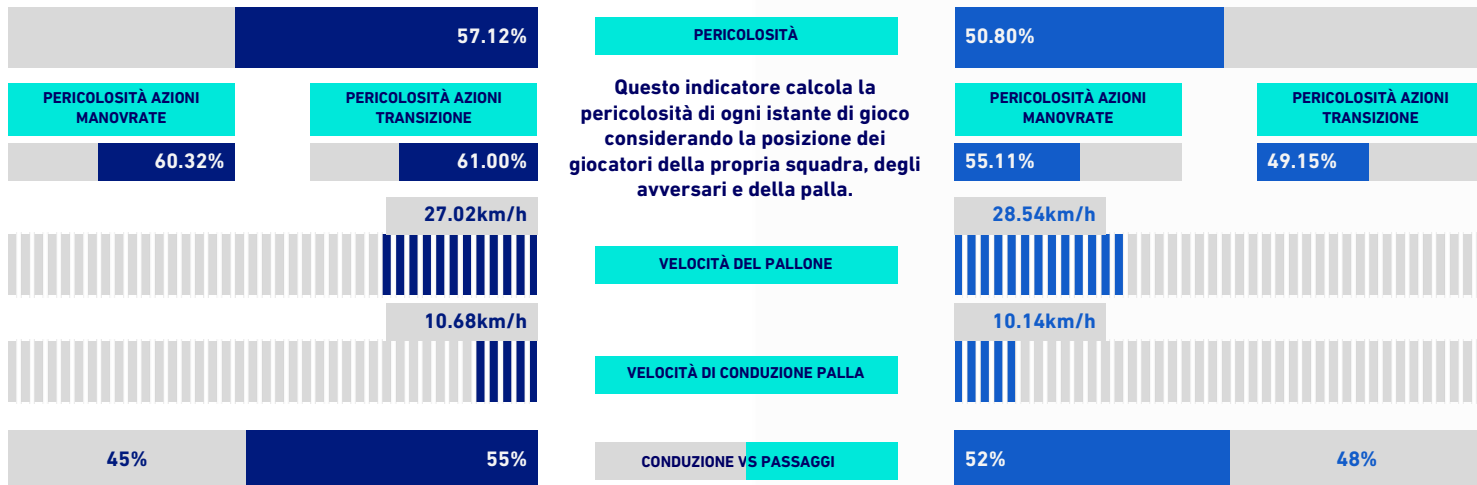 57.12%
PERICOLOSITÀ
50.80%
PERICOLOSITÀ AZIONI
MANOVRATE
PERICOLOSITÀ AZIONI
TRANSIZIONE
60.32%
61.00%
Questo indicatore calcola la
pericolosità di ogni istante di gioco
considerando la posizione dei
giocatori della propria squadra, degli
avversari e della palla.
PERICOLOSITÀ AZIONI
MANOVRATE
PERICOLOSITÀ AZIONI
TRANSIZIONE
55.11%
49.15%
27.02km/h
VELOCITÀ DEL PALLONE
28.54km/h
10.68km/h
VELOCITÀ DI CONDUZIONE PALLA
10.14km/h
45%
55%
CONDUZIONE VS PASSAGGI
52%
48%